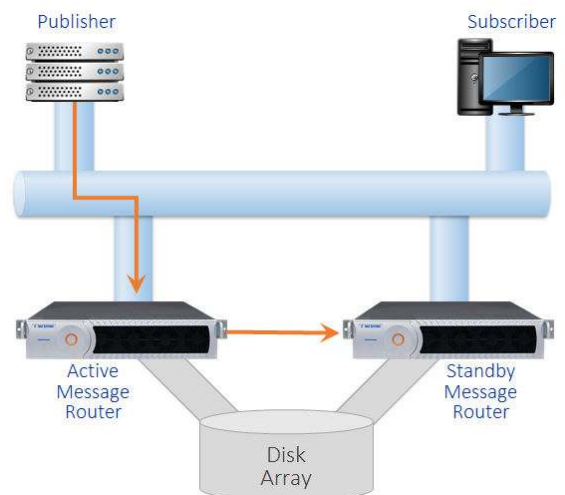 Publisher
Subscriber
Active
Message
Router
Standby
Message
Router
Disk
Array